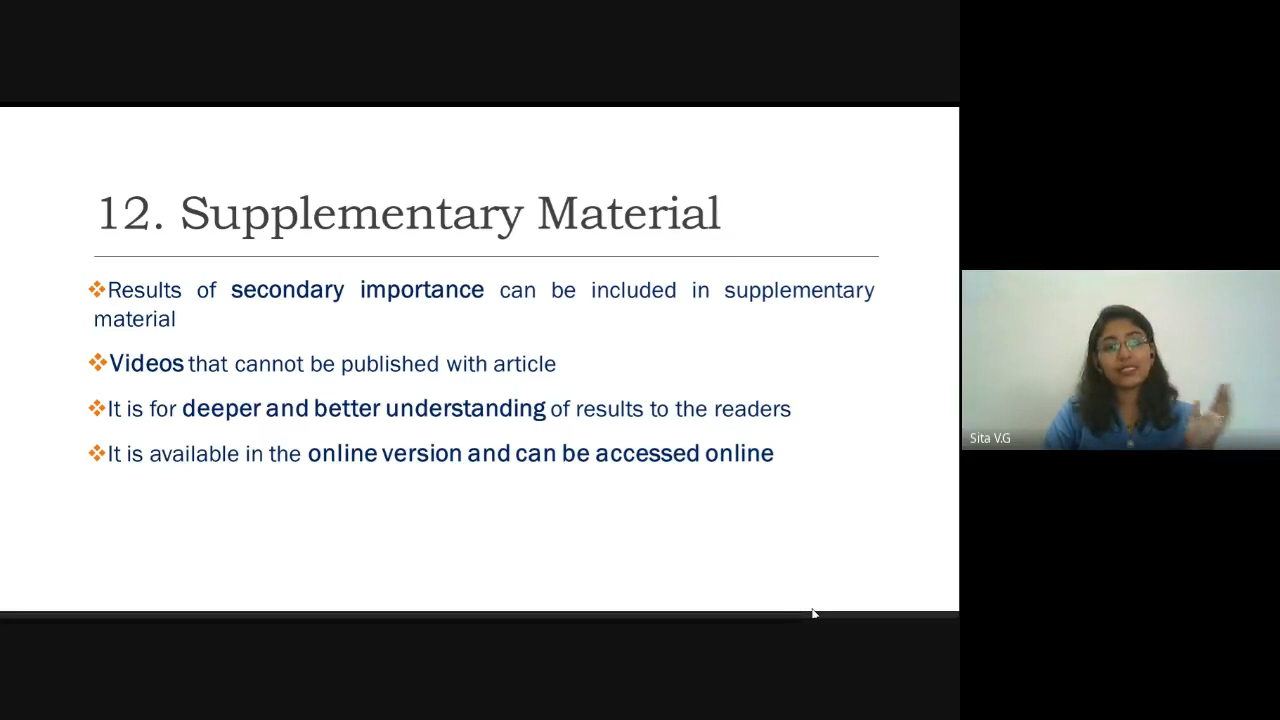 12. Supplementary Material
Results of secondary importance can be included in supplementary
material
Videos that cannot be published with article
It is for deeper and better understanding of results to the readers
It is available in the online version and can be accessed online
Sita V.G